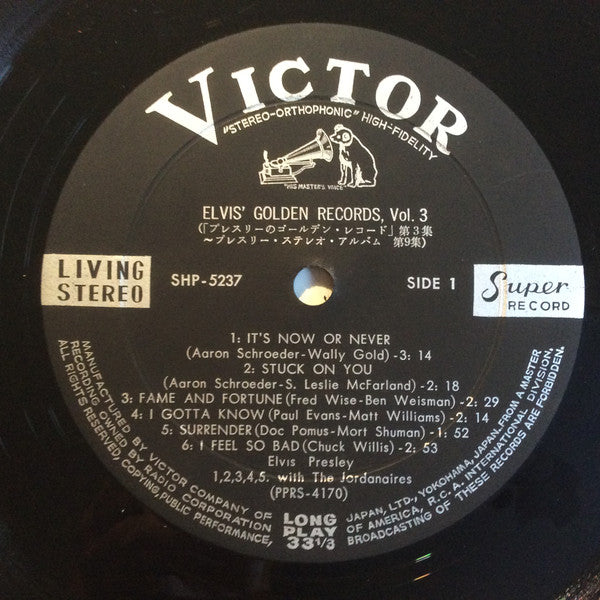 VICTOR
"STEREO-ORTHOPHONIC" HIGH-FIDELITY
"HIS MASTER'S VOICE"
ELVIS' GOLDEN RECORDS, Vol. 3
(「プレスリーのゴールデン・レコード」第3集
〜プレスリー・ステレオ・アルバム 第9集)
LIVING
STEREO
SHP-5237
SIDE 1
Super
RECORD
1: IT'S NOW OR NEVER
(Aaron Schroeder-Wally Gold)-3: 14
2: STUCK ON YOU
(Aaron Schroeder-S. Leslie McFarland)-2: 18
3: FAME AND FORTUNE (Fred Wise-Ben Weisman)-2: 29
4: I GOTTA KNOW (Paul Evans-Matt Williams)-2: 14
5: SURRENDER (Doc Pomus-Mort Shuman)-1: 52
6: I FEEL SO BAD (Chuck Willis)-2: 53
Elvis Presley
1,2,3,4,5. with The Jordanaires
(PPRS-4170)
MANUFACTURED BY VICTOR COMPANY OF JAPAN, LTD., YOKOHAMA, JAPAN. FROM A MASTER
RECORDING OWNED BY RADIO CORPORATION OF AMERICA, R.C.A. INTERNATIONAL DIVISION.
ALL RIGHTS RESERVED, COPYING, PUBLIC PERFORMANCE, BROADCASTING OF THESE RECORDS ARE FORBIDDEN.
LONG
PLAY
33 1/3